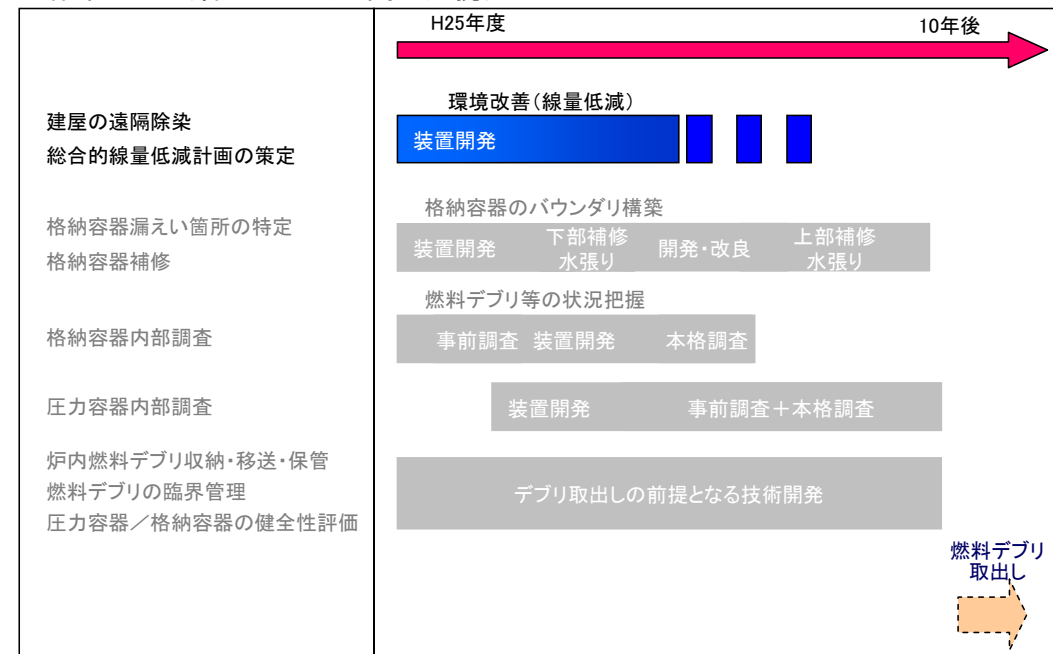 H25年度
10年後
建屋の遠隔除染
総合的線量低減計画の策定
環境改善(線量低減)
装置開発
格納容器漏えい箇所の特定
格納容器補修
格納容器のバウンダリ構築
装置開発
下部補修
水張り
開発・改良
上部補修
水張り
燃料デブリ等の状況把握
格納容器内部調査
事前調査
装置開発
本格調査
圧力容器内部調査
装置開発
事前調査＋本格調査
炉内燃料デブリ収納・移送・保管
燃料デブリの臨界管理
圧力容器／格納容器の健全性評価
デブリ取出しの前提となる技術開発
燃料デブリ
取出し